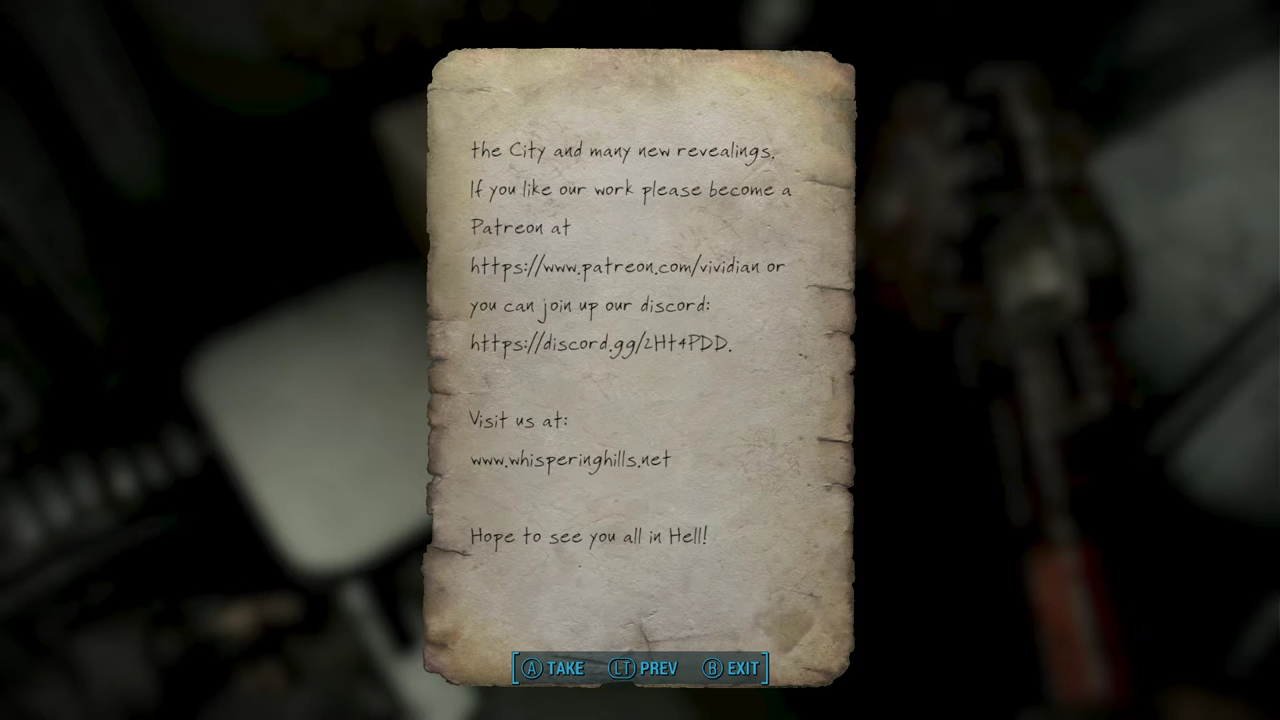 the City and many new revealings.
If you like our work please become a
Patreon at
https://www.patreon.com/vividian or
you can join up our discord:
https://discord.gg/2Ht4PDD.
Visit us at:
www.whisperinghills.net
Hope to see you all in Hell!
A TAKE LT PREV B EXIT